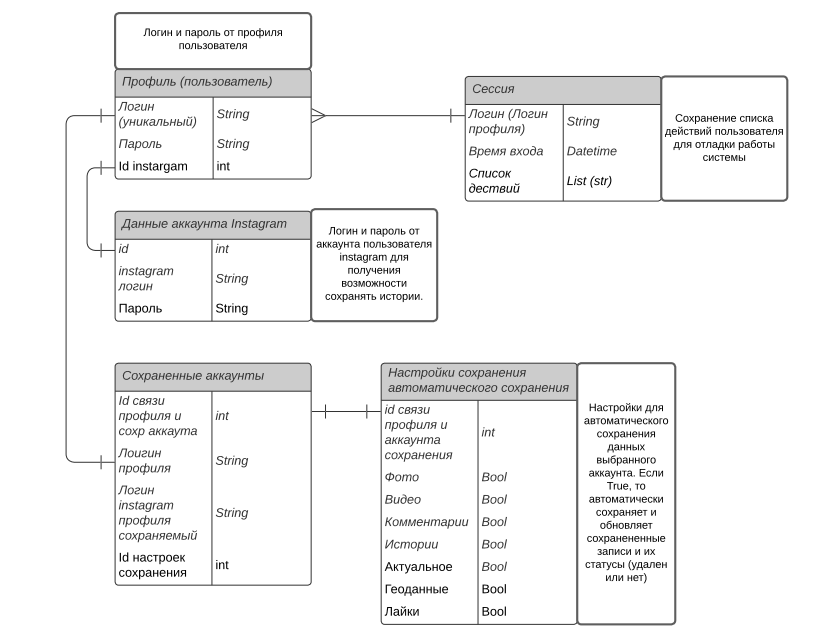 Логин и пароль от профиля
пользователя
Профиль (пользователь)
Логин
(уникальный)
String
Пароль
String
Id instargam
int
Сессия
Логин (Логин
профиля)
String
Время входа
Datetime
Список
дествий
List (str)
Сохранение списка
действий пользователя
для отладки работы
системы
Данные аккаунта Instagram
id
int
instagram
логин
String
Пароль
String
Логин и пароль от
аккаунта пользователя
instagram для
получения
возможности
сохранять истории.
Сохраненные аккаунты
Id связи
профиля и
сохр аккаута
int
Лоигин
профиля
String
Логин
instagram
профиля
сохраняемый
String
Id настроек
сохранения
int
Настройки сохранения
автоматического сохранения
id связи
профиля и
аккаунта
сохранения
int
Фото
Bool
Видео
Bool
Комментарии
Bool
Истории
Bool
Актуальное
Bool
Геоданные
Bool
Лайки
Bool
Настройки для
автоматического
сохранения
данных
выбранного
аккаунта. Если
True, то
автоматически
сохраняет и
обновляет
сохранененные
записи и их
статусы (удален
или нет)